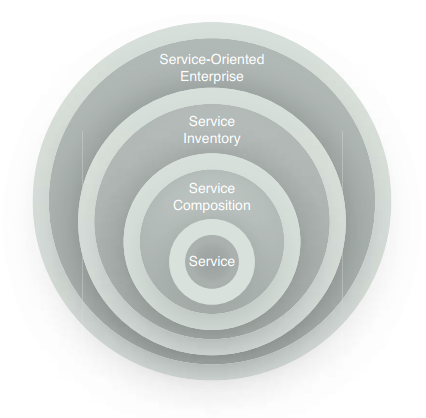 Service-Oriented
Enterprise
Service
Inventory
Service
Composition
Service